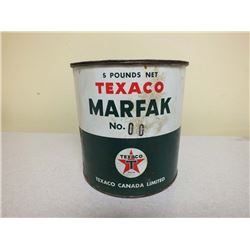 5 POUNDS NET
TEXACO
MARFAK
No. 00
TEXACO
T
TEXACO CANADA LIMITED